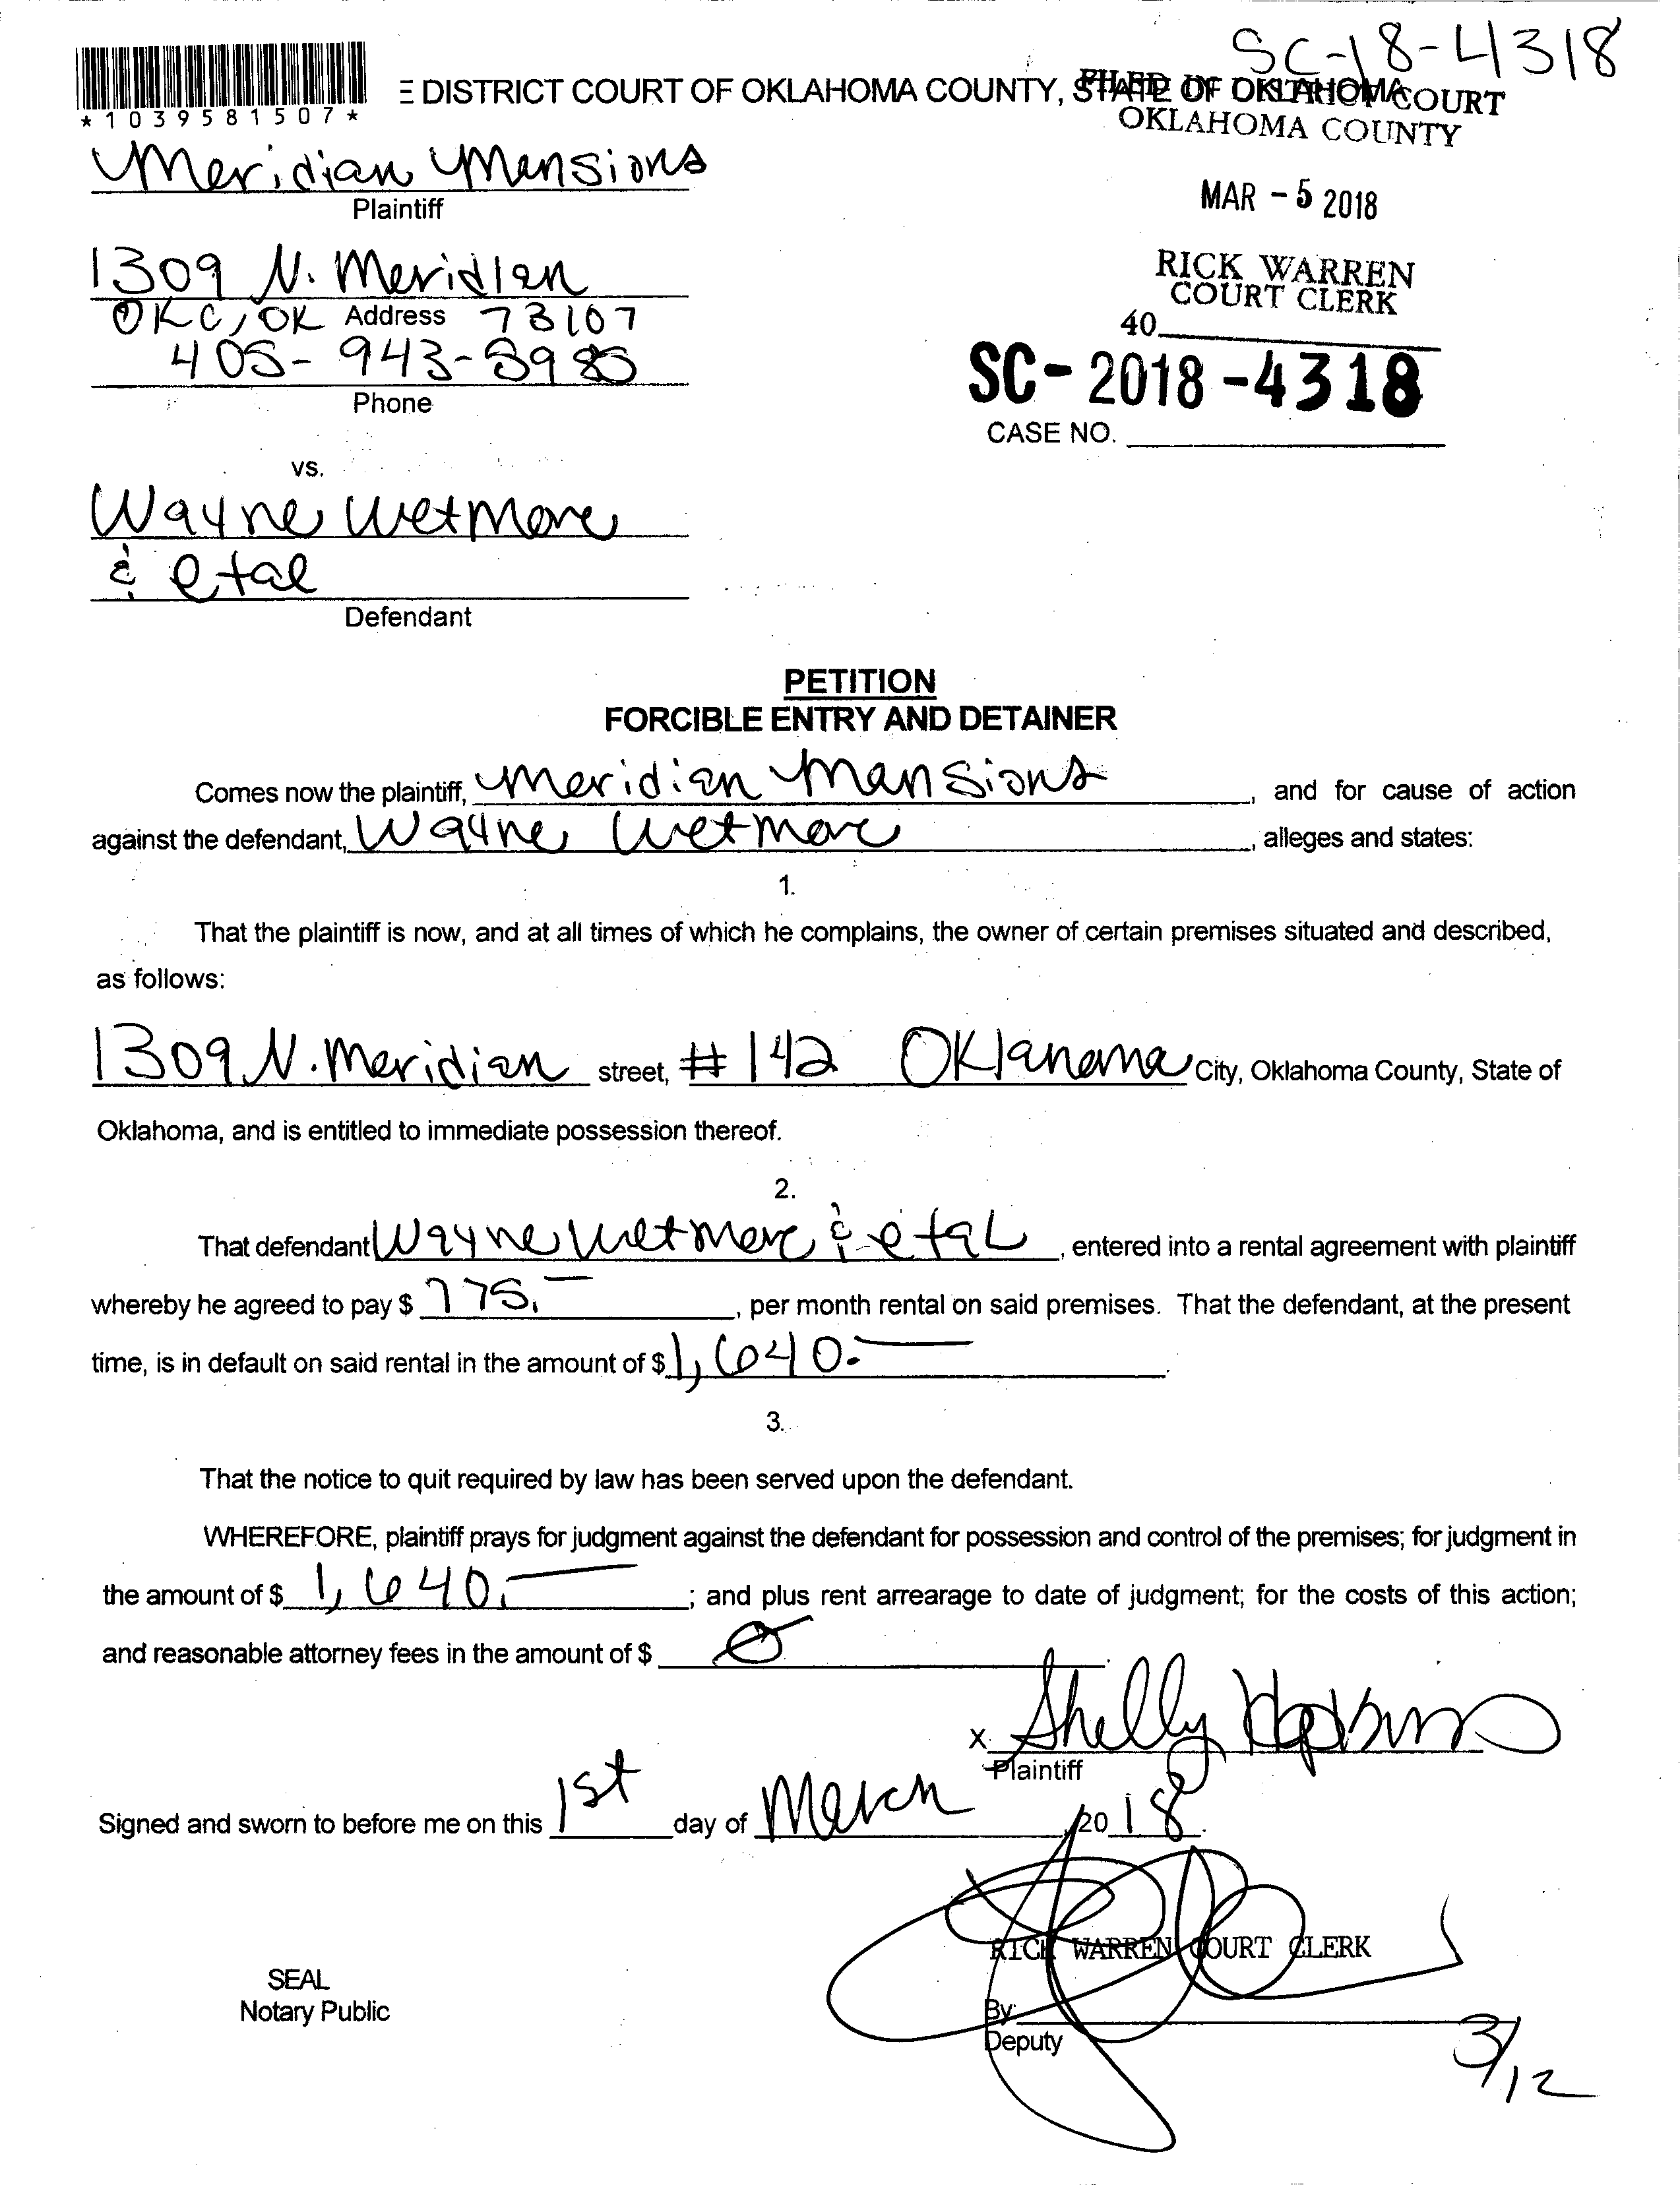 SC-18-4318
*1039581507*
E DISTRICT COURT OF OKLAHOMA COUNTY, STATE OF OKLAHOMA
FILED IN DISTRICT COURT
OKLAHOMA COUNTY
Meridian Mansions
Plaintiff
MAR - 5 2018
1309 N. Meridian
OKC, OK Address 73107
RICK WARREN
COURT CLERK
40
405-943-
Phone
SC- 2018 -4318
CASE NO.
vs.
Wayne Wetmore
& etal
Defendant
PETITION
FORCIBLE ENTRY AND DETAINER
Comes now the plaintiff, Meridian Mansions, and for cause of action
against the defendant, Wayne Wetmore, alleges and states:
1.
That the plaintiff is now, and at all times of which he complains, the owner of certain premises situated and described,
as follows:
1309 N. Meridian street, # 142 Oklahoma City, Oklahoma County, State of
Oklahoma, and is entitled to immediate possession thereof.
2.
That defendant Wayne Wetmore & etal, entered into a rental agreement with plaintiff
whereby he agreed to pay $ 775.—, per month rental on said premises. That the defendant, at the present
time, is in default on said rental in the amount of $ 1,640.—.
3.
That the notice to quit required by law has been served upon the defendant.
WHEREFORE, plaintiff prays for judgment against the defendant for possession and control of the premises; for judgment in
the amount of $ 1,640.—; and plus rent arrearage to date of judgment; for the costs of this action;
and reasonable attorney fees in the amount of $ 0.
X Shelly Hopkins
Plaintiff
Signed and sworn to before me on this 1st day of March, 2018.
RICK WARREN COURT CLERK
SEAL
Notary Public
By:
Deputy
3/12